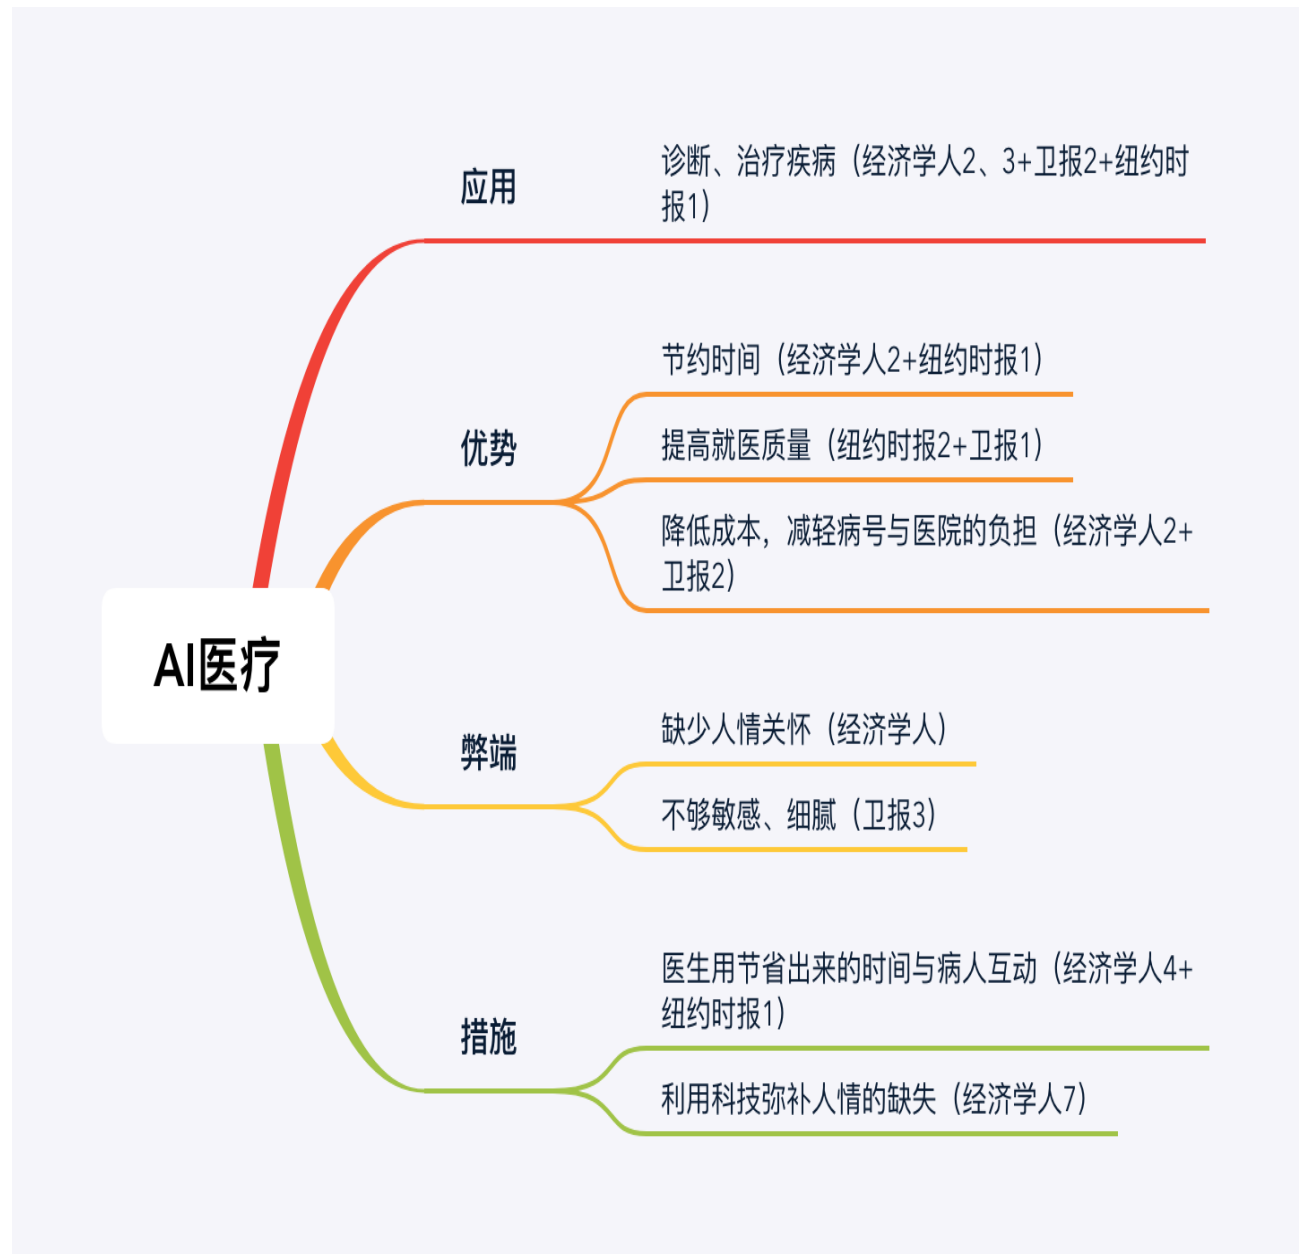 AI医疗
应用
诊断、治疗疾病（经济学人2、3+卫报2+纽约时
报1）
优势
节约时间（经济学人2+纽约时报1）
提高就医质量（纽约时报2+卫报1）
降低成本，减轻病号与医院的负担（经济学人2+
卫报2）
弊端
缺少人情关怀（经济学人）
不够敏感、细腻（卫报3）
措施
医生用节省出来的时间与病人互动（经济学人4+
纽约时报1）
利用科技弥补人情的缺失（经济学人7）